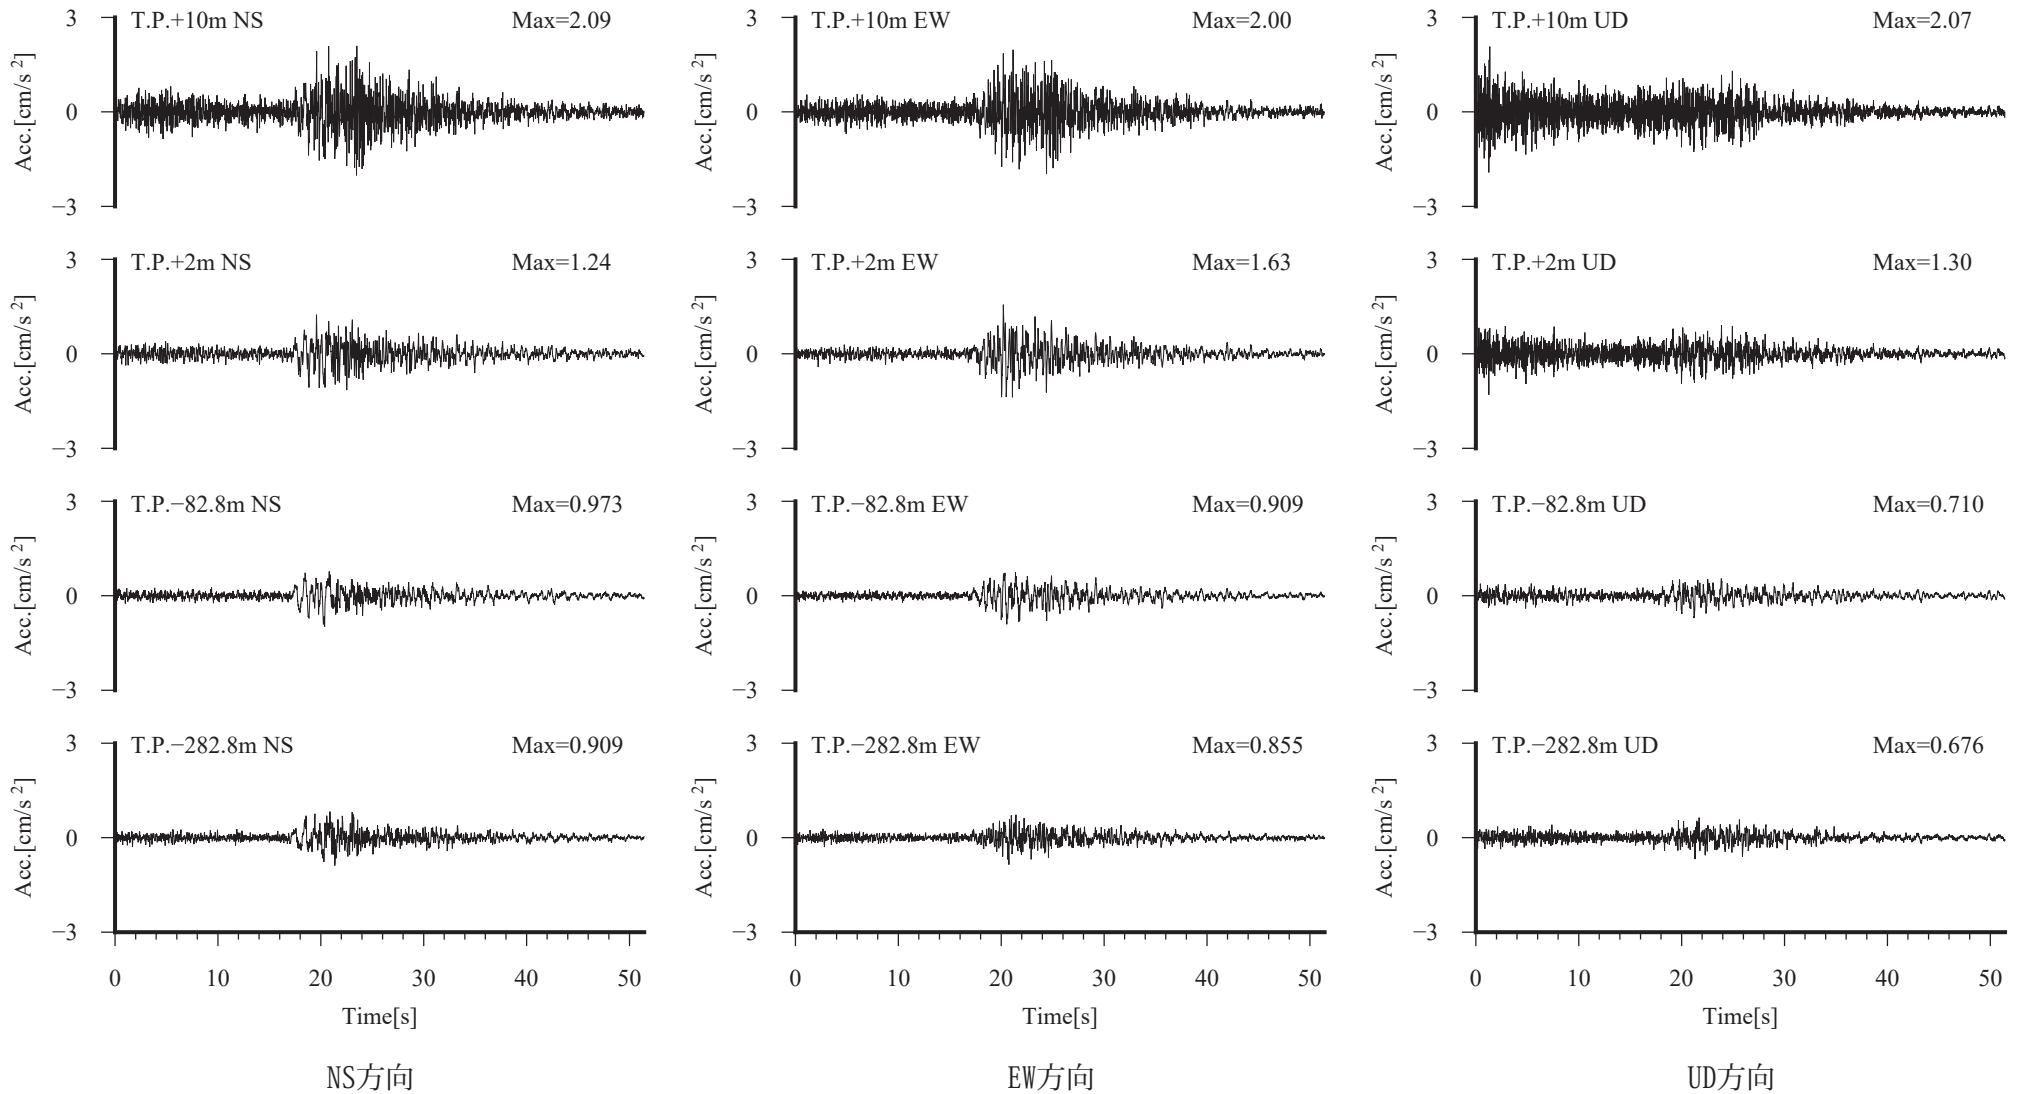 T.P.+10m NS Max=2.09
3
0
−3
Acc.[cm/s²]
T.P.+2m NS Max=1.24
3
0
−3
Acc.[cm/s²]
T.P.−82.8m NS Max=0.973
3
0
−3
Acc.[cm/s²]
T.P.−282.8m NS Max=0.909
3
0
−3
Acc.[cm/s²]
0 10 20 30 40 50
Time[s]
NS方向
T.P.+10m EW Max=2.00
3
0
−3
Acc.[cm/s²]
T.P.+2m EW Max=1.63
3
0
−3
Acc.[cm/s²]
T.P.−82.8m EW Max=0.909
3
0
−3
Acc.[cm/s²]
T.P.−282.8m EW Max=0.855
3
0
−3
Acc.[cm/s²]
0 10 20 30 40 50
Time[s]
EW方向
T.P.+10m UD Max=2.07
3
0
−3
Acc.[cm/s²]
T.P.+2m UD Max=1.30
3
0
−3
Acc.[cm/s²]
T.P.−82.8m UD Max=0.710
3
0
−3
Acc.[cm/s²]
T.P.−282.8m UD Max=0.676
3
0
−3
Acc.[cm/s²]
0 10 20 30 40 50
Time[s]
UD方向